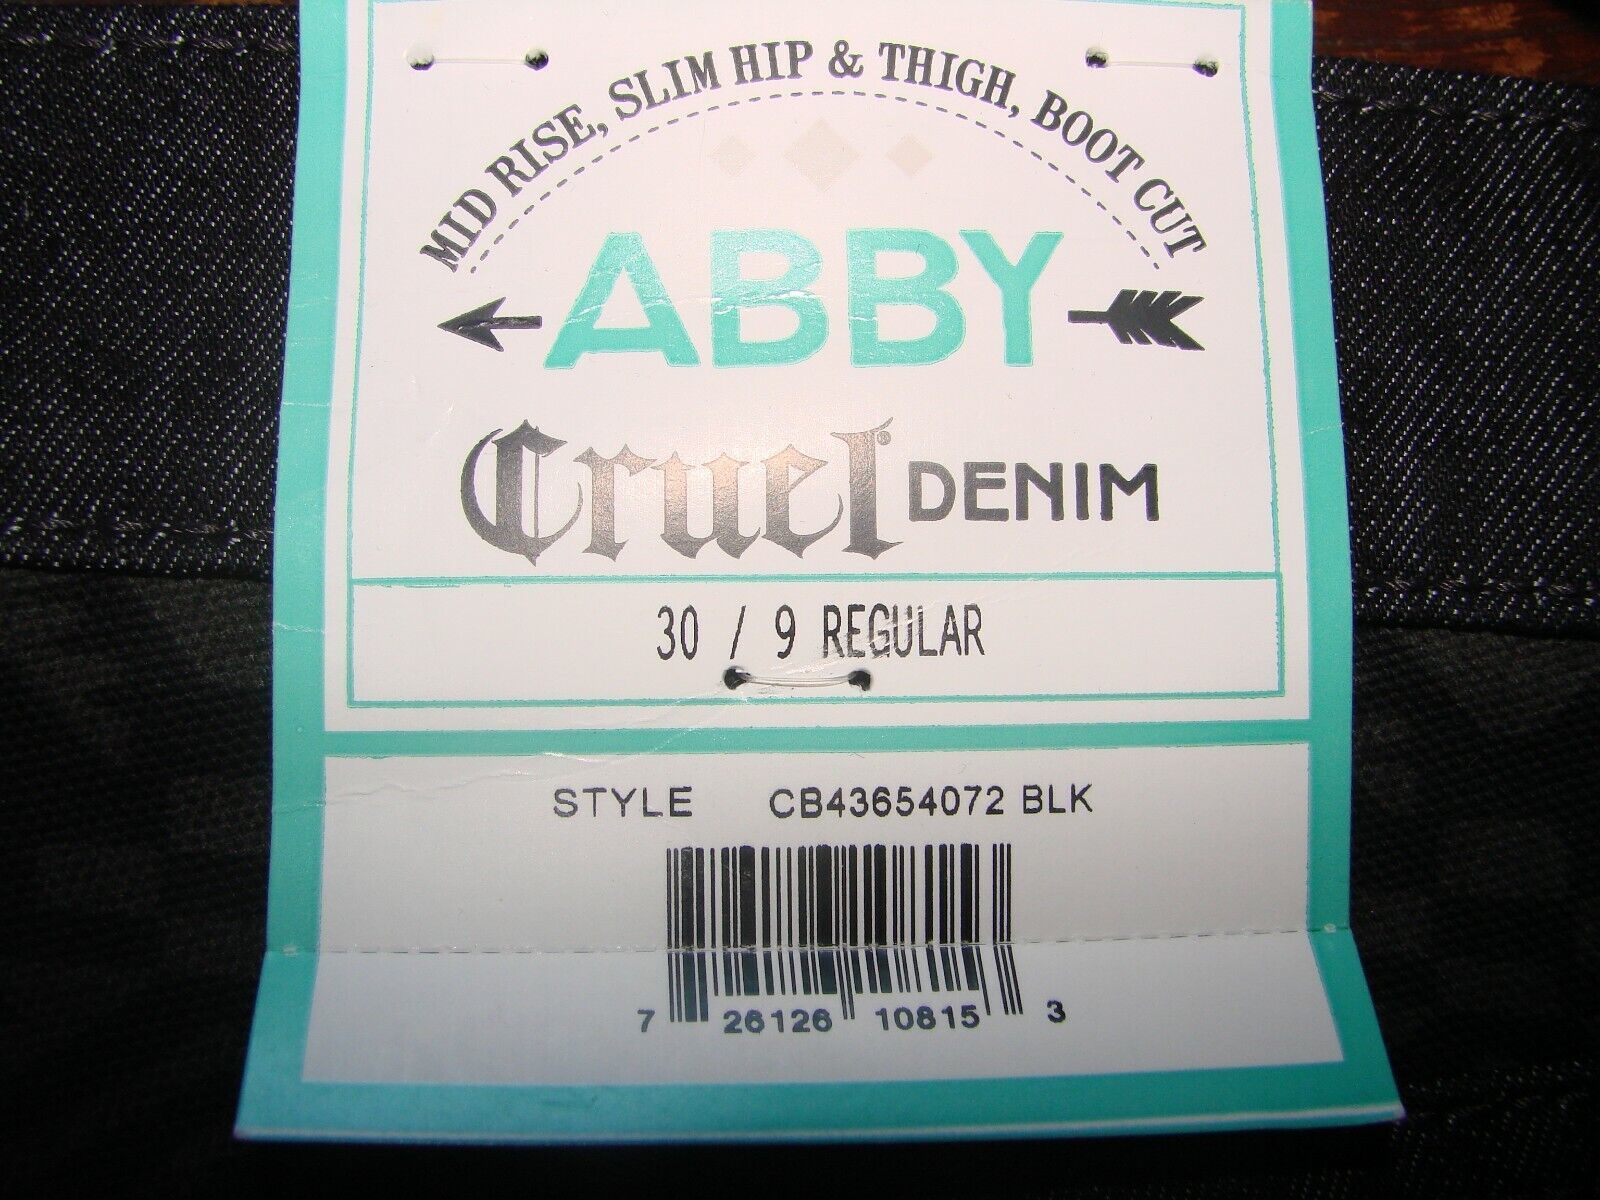 MID RISE, SLIM HIP & THIGH, BOOT CUT
ABBY
Cruel® DENIM
30 / 9 REGULAR
STYLE CB43654072 BLK
7 26126 10815 3